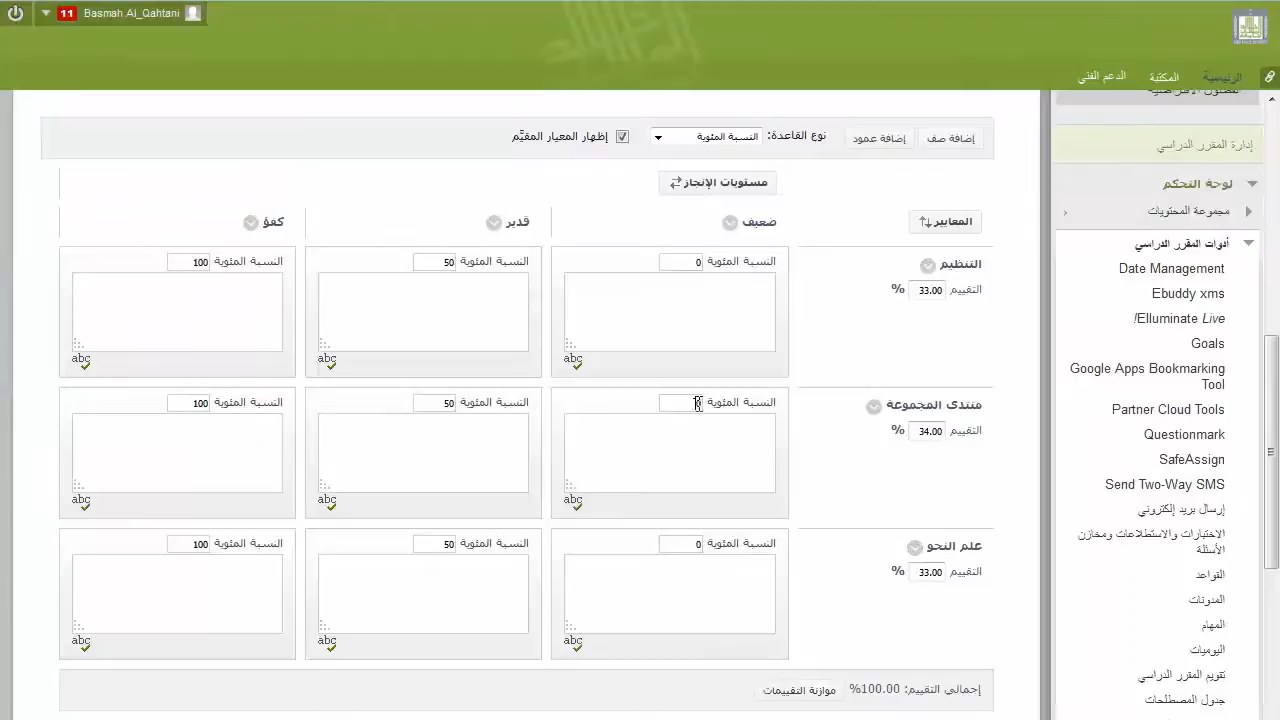 11 Basmah Al_Qahtani
الرئيسية المكتبة الدعم الفني
إضافة صف إضافة عمود نوع القاعدة: النسبة المئوية إظهار المعيار المقيّم
مستويات الإنجاز
المعايير ضعيف قدير كفؤ
التنظيم
التقييم 33.00 %
النسبة المئوية 0
النسبة المئوية 50
النسبة المئوية 100
abc abc abc
منتدى المجموعة
التقييم 34.00 %
النسبة المئوية
النسبة المئوية 50
النسبة المئوية 100
abc abc abc
علم النحو
التقييم 33.00 %
النسبة المئوية 0
النسبة المئوية 50
النسبة المئوية 100
abc abc abc
إجمالي التقييم: 100.00% موازنة التقييمات
إدارة المقرر الدراسي
لوحة التحكم
مجموعة المحتويات
أدوات المقرر الدراسي
Date Management
Ebuddy xms
!Elluminate Live
Goals
Google Apps Bookmarking
Tool
Partner Cloud Tools
Questionmark
SafeAssign
Send Two-Way SMS
إرسال بريد إلكتروني
الاختبارات والاستطلاعات ومخازن
الأسئلة
القواعد
المدونات
المهام
اليوميات
تقويم المقرر الدراسي
جدول المصطلحات